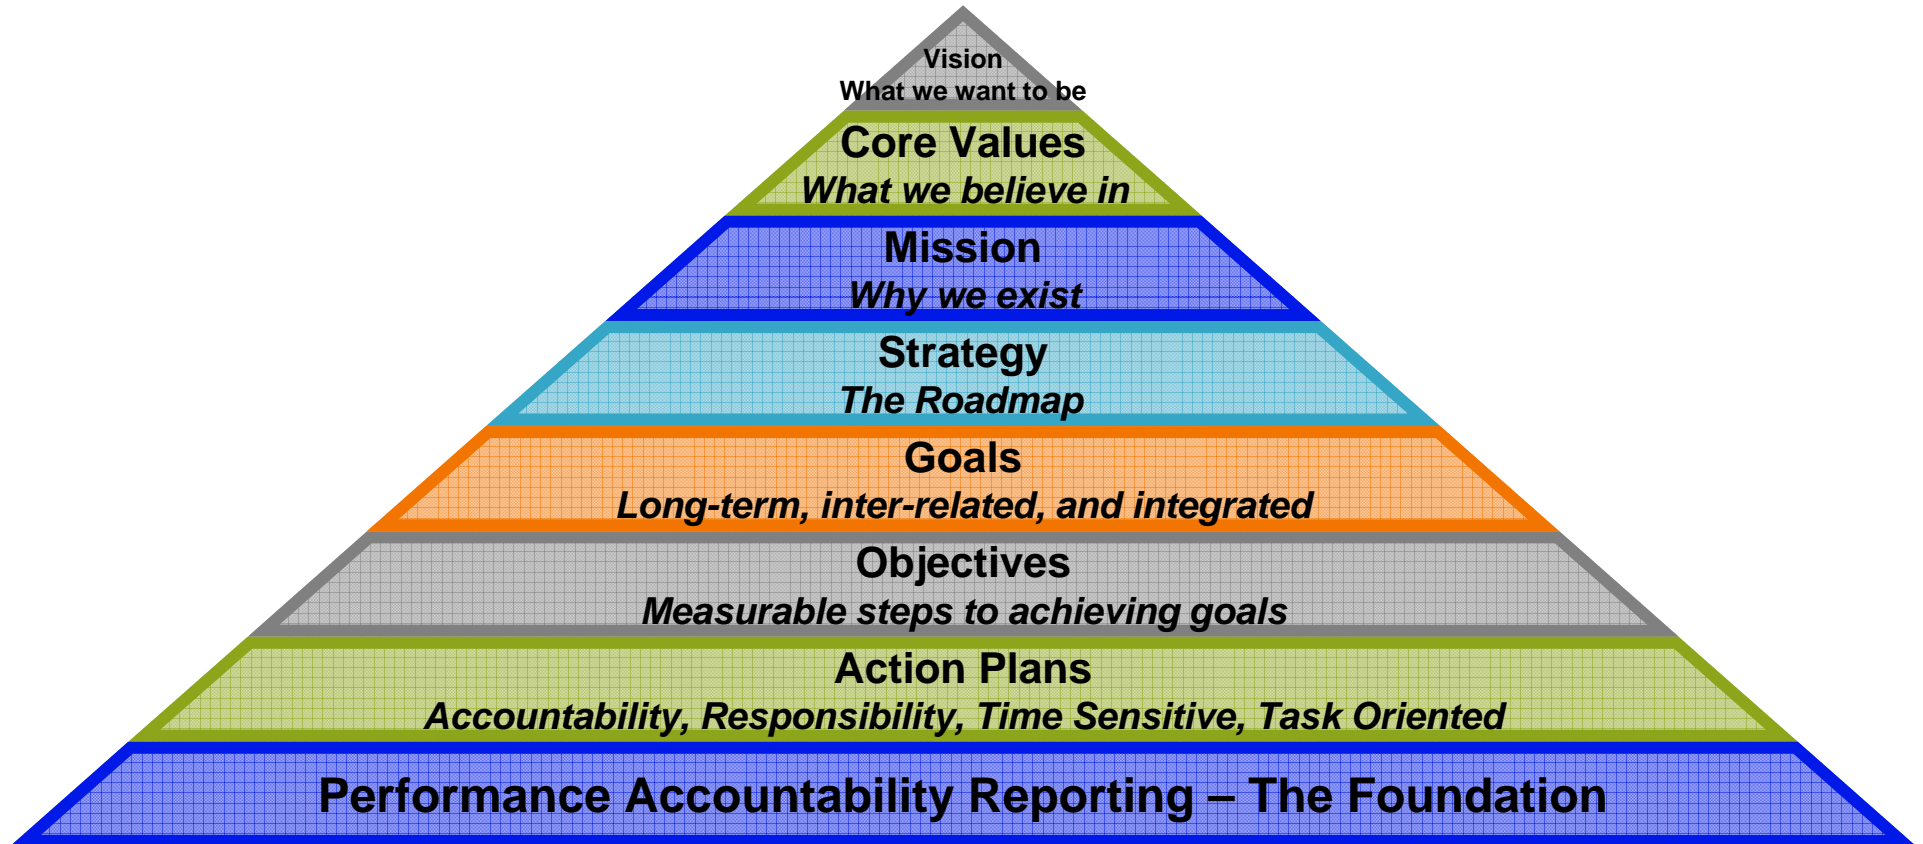 Vision
What we want to be
Core Values
What we believe in
Mission
Why we exist
Strategy
The Roadmap
Goals
Long-term, inter-related, and integrated
Objectives
Measurable steps to achieving goals
Action Plans
Accountability, Responsibility, Time Sensitive, Task Oriented
Performance Accountability Reporting – The Foundation